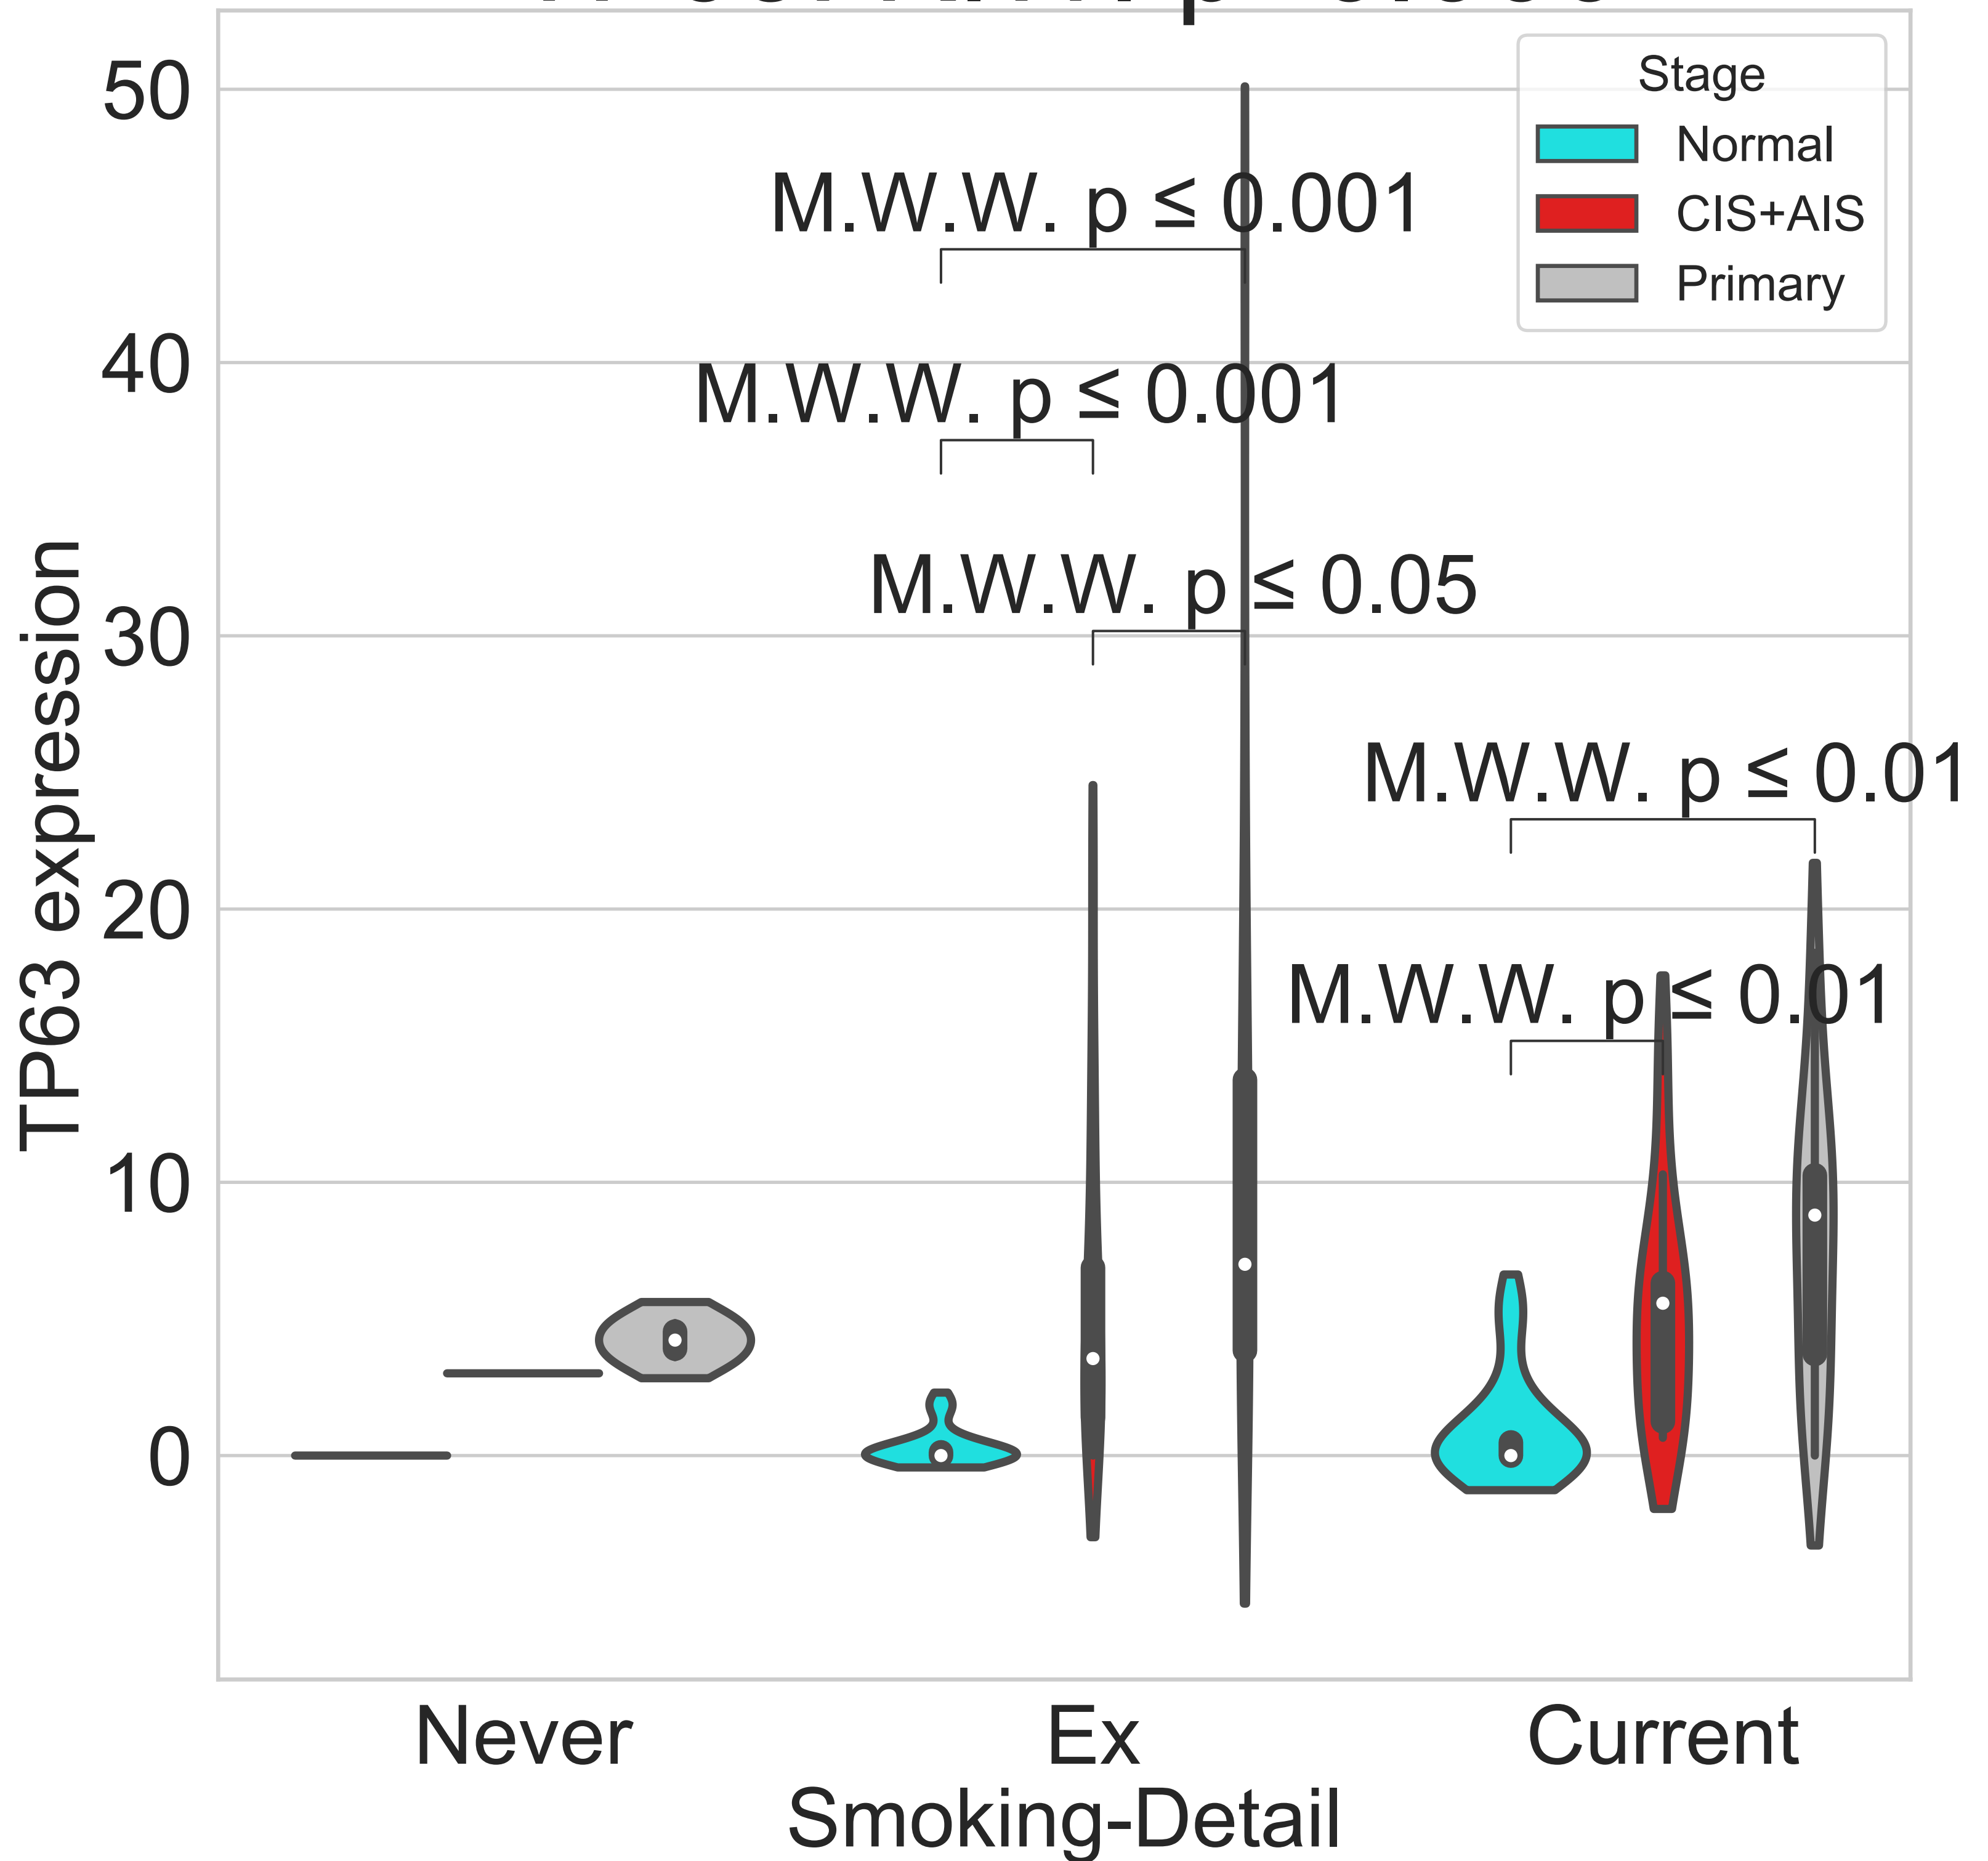 Stage
Normal
CIS+AIS
Primary
50
40
30
20
10
0
TP63 expression
M.W.W. p ≤ 0.001
M.W.W. p ≤ 0.001
M.W.W. p ≤ 0.05
M.W.W. p ≤ 0.01
M.W.W. p ≤ 0.01
Never
Ex
Current
Smoking-Detail